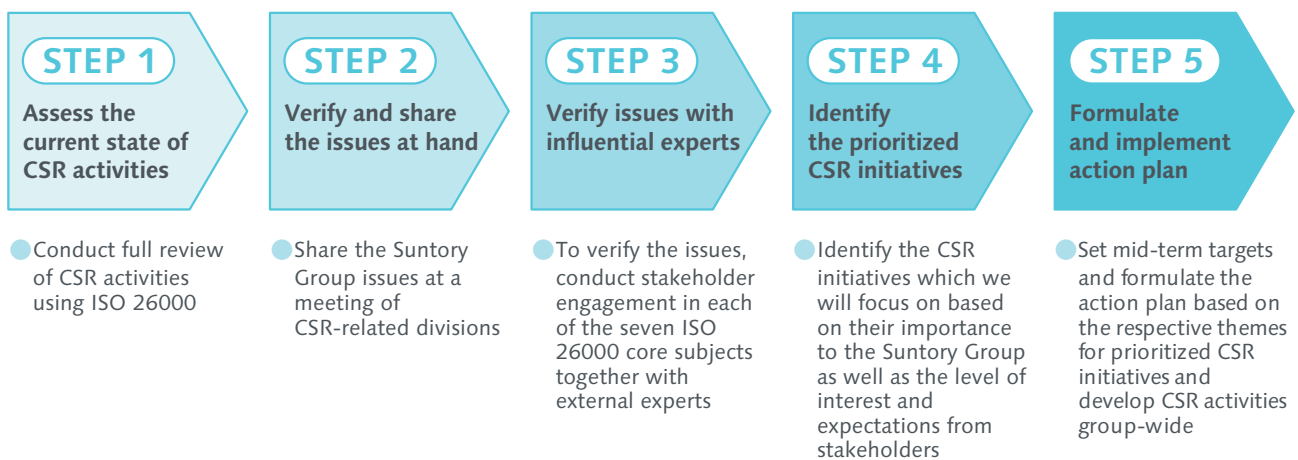 STEP 1
Assess the
current state of
CSR activities
Conduct full review
of CSR activities
using ISO 26000
STEP 2
Verify and share
the issues at hand
Share the Suntory
Group issues at a
meeting of
CSR-related divisions
STEP 3
Verify issues with
influential experts
To verify the issues,
conduct stakeholder
engagement in each
of the seven ISO
26000 core subjects
together with
external experts
STEP 4
Identify
the prioritized
CSR initiatives
Identify the CSR
initiatives which we
will focus on based
on their importance
to the Suntory Group
as well as the level of
interest and
expectations from
stakeholders
STEP 5
Formulate
and implement
action plan
Set mid-term targets
and formulate the
action plan based on
the respective themes
for prioritized CSR
initiatives and
develop CSR activities
group-wide